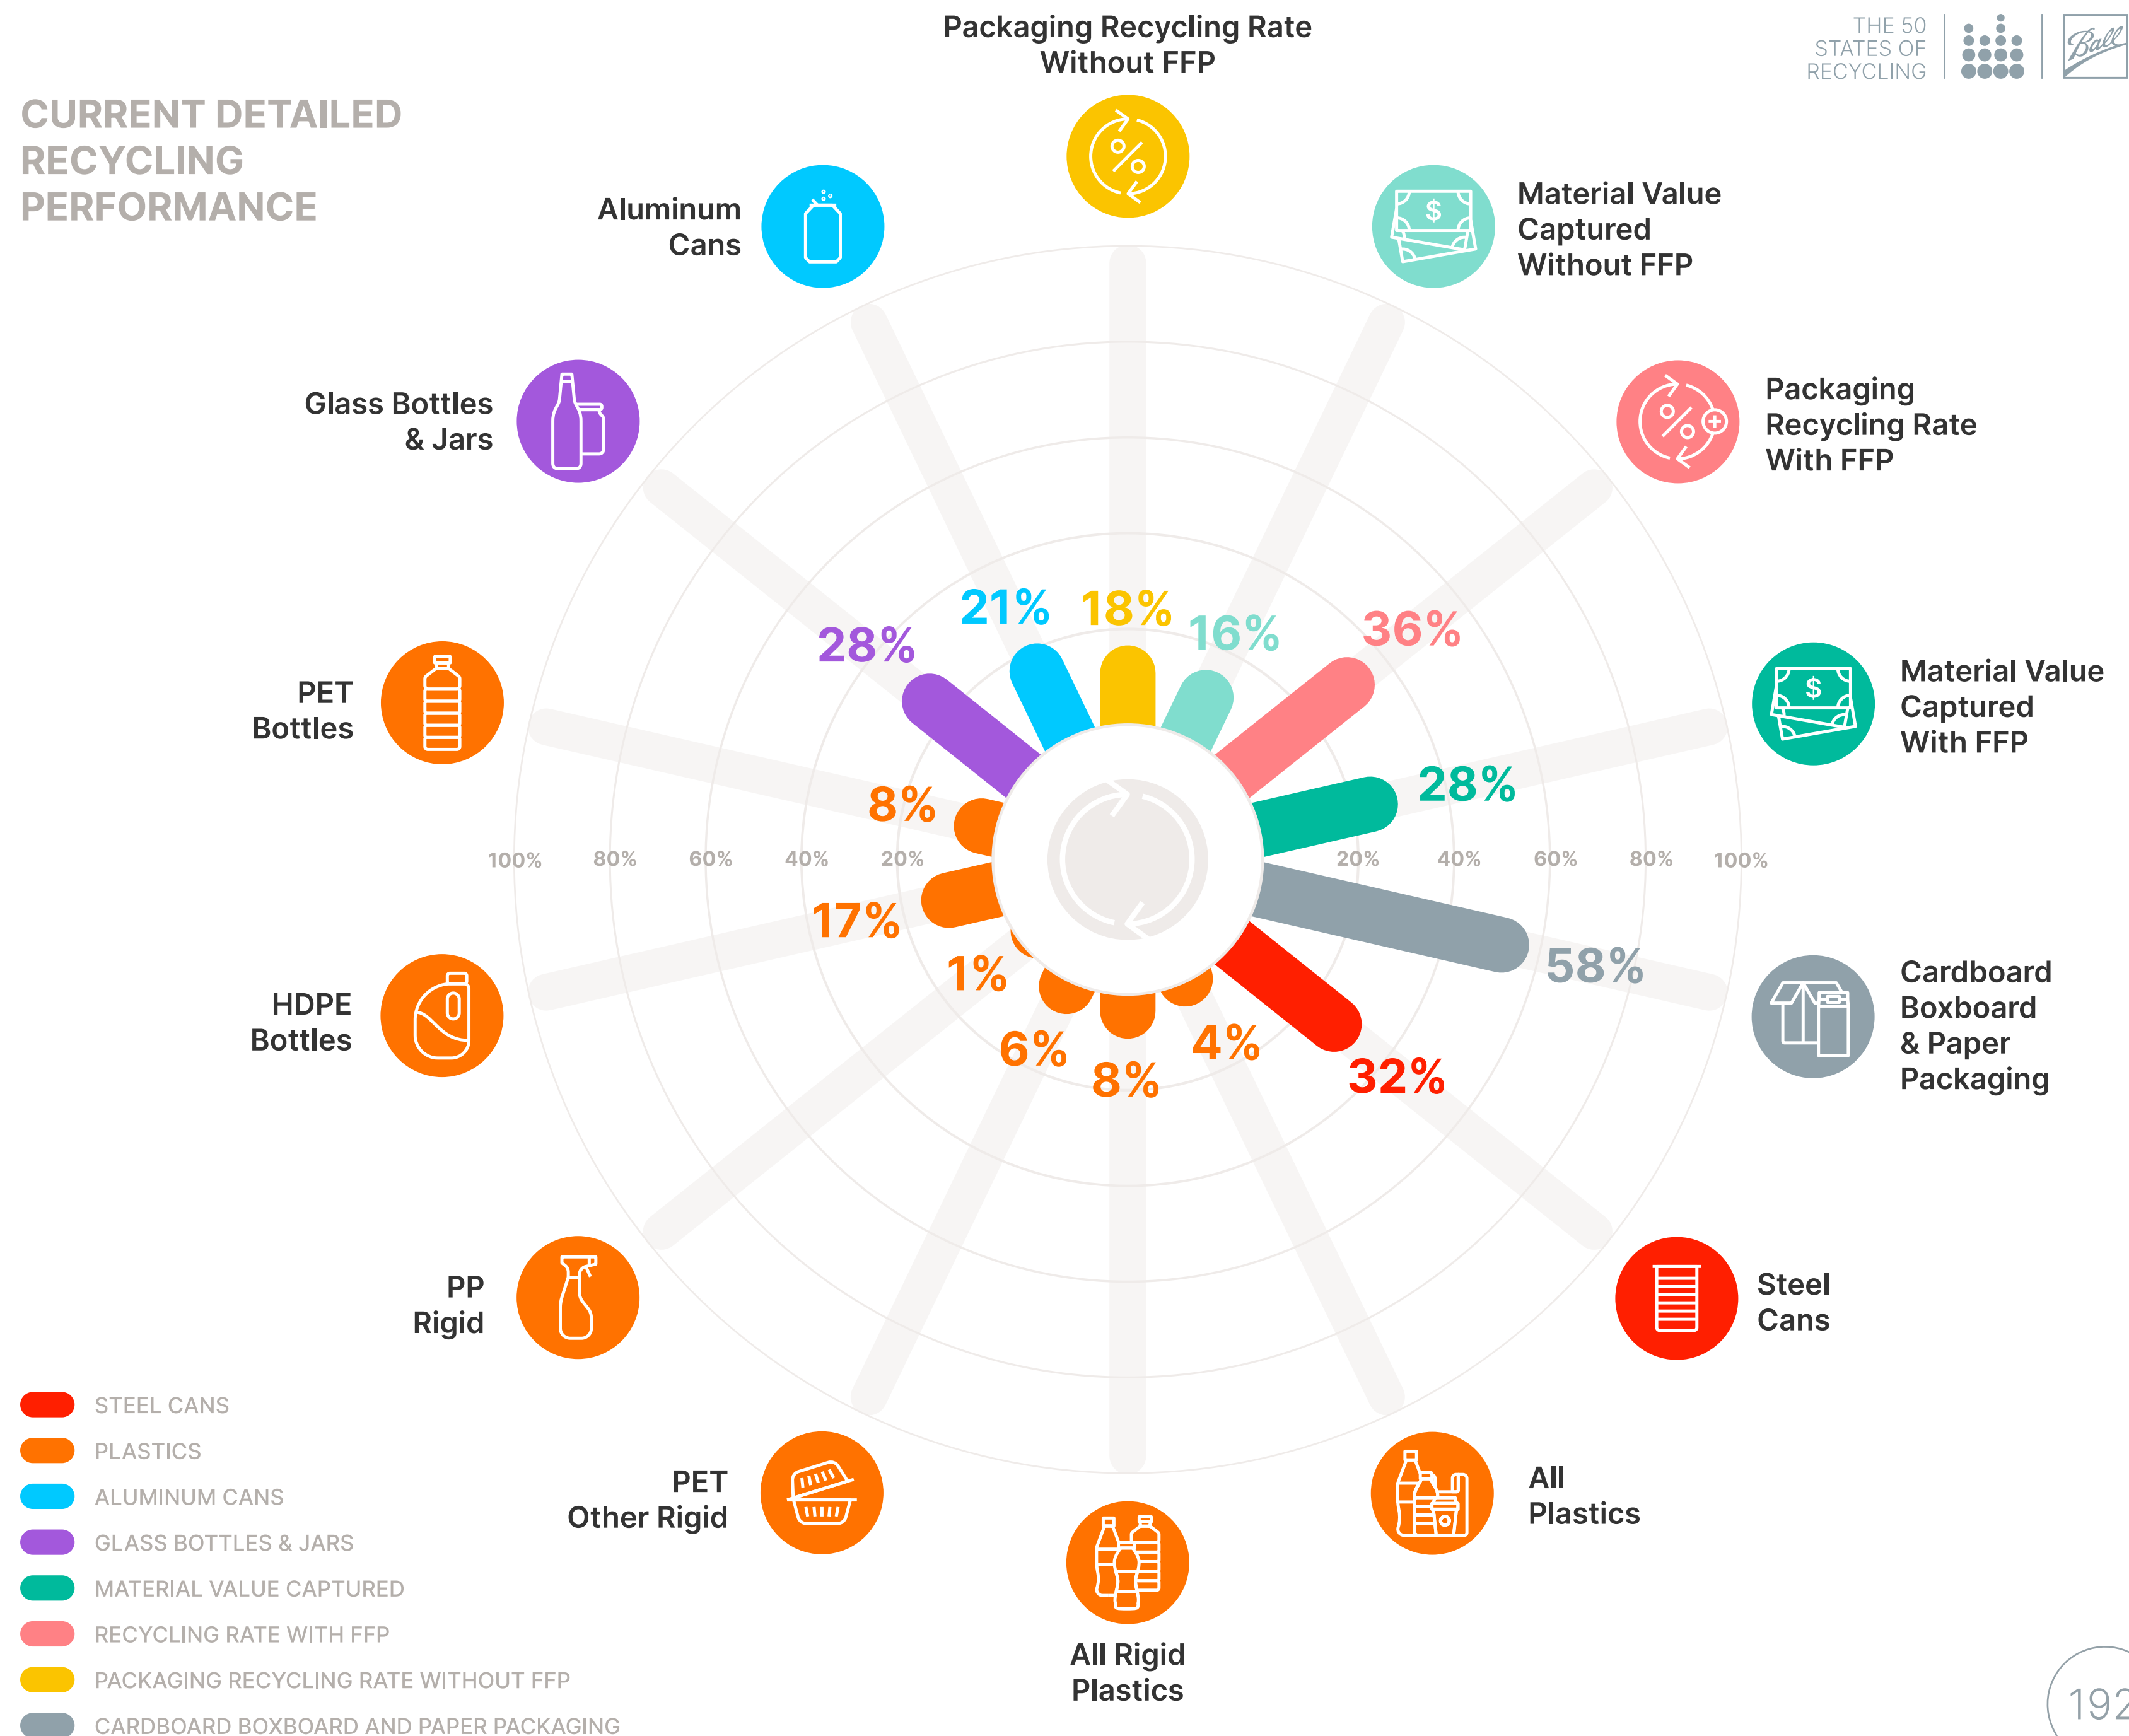 Packaging Recycling Rate
Without FFP
THE 50
STATES OF
RECYCLING
Ball
CURRENT DETAILED
RECYCLING
PERFORMANCE
Aluminum
Cans
Material Value
Captured
Without FFP
Glass Bottles
& Jars
Packaging
Recycling Rate
With FFP
21%
18%
16%
36%
28%
PET
Bottles
Material Value
Captured
With FFP
8%
28%
100%
80%
60%
40%
20%
20%
40%
60%
80%
100%
17%
58%
1%
6%
8%
4%
32%
HDPE
Bottles
Cardboard
Boxboard
& Paper
Packaging
PP
Rigid
Steel
Cans
PET
Other Rigid
All
Plastics
All Rigid
Plastics
STEEL CANS
PLASTICS
ALUMINUM CANS
GLASS BOTTLES & JARS
MATERIAL VALUE CAPTURED
RECYCLING RATE WITH FFP
PACKAGING RECYCLING RATE WITHOUT FFP
CARDBOARD BOXBOARD AND PAPER PACKAGING
192